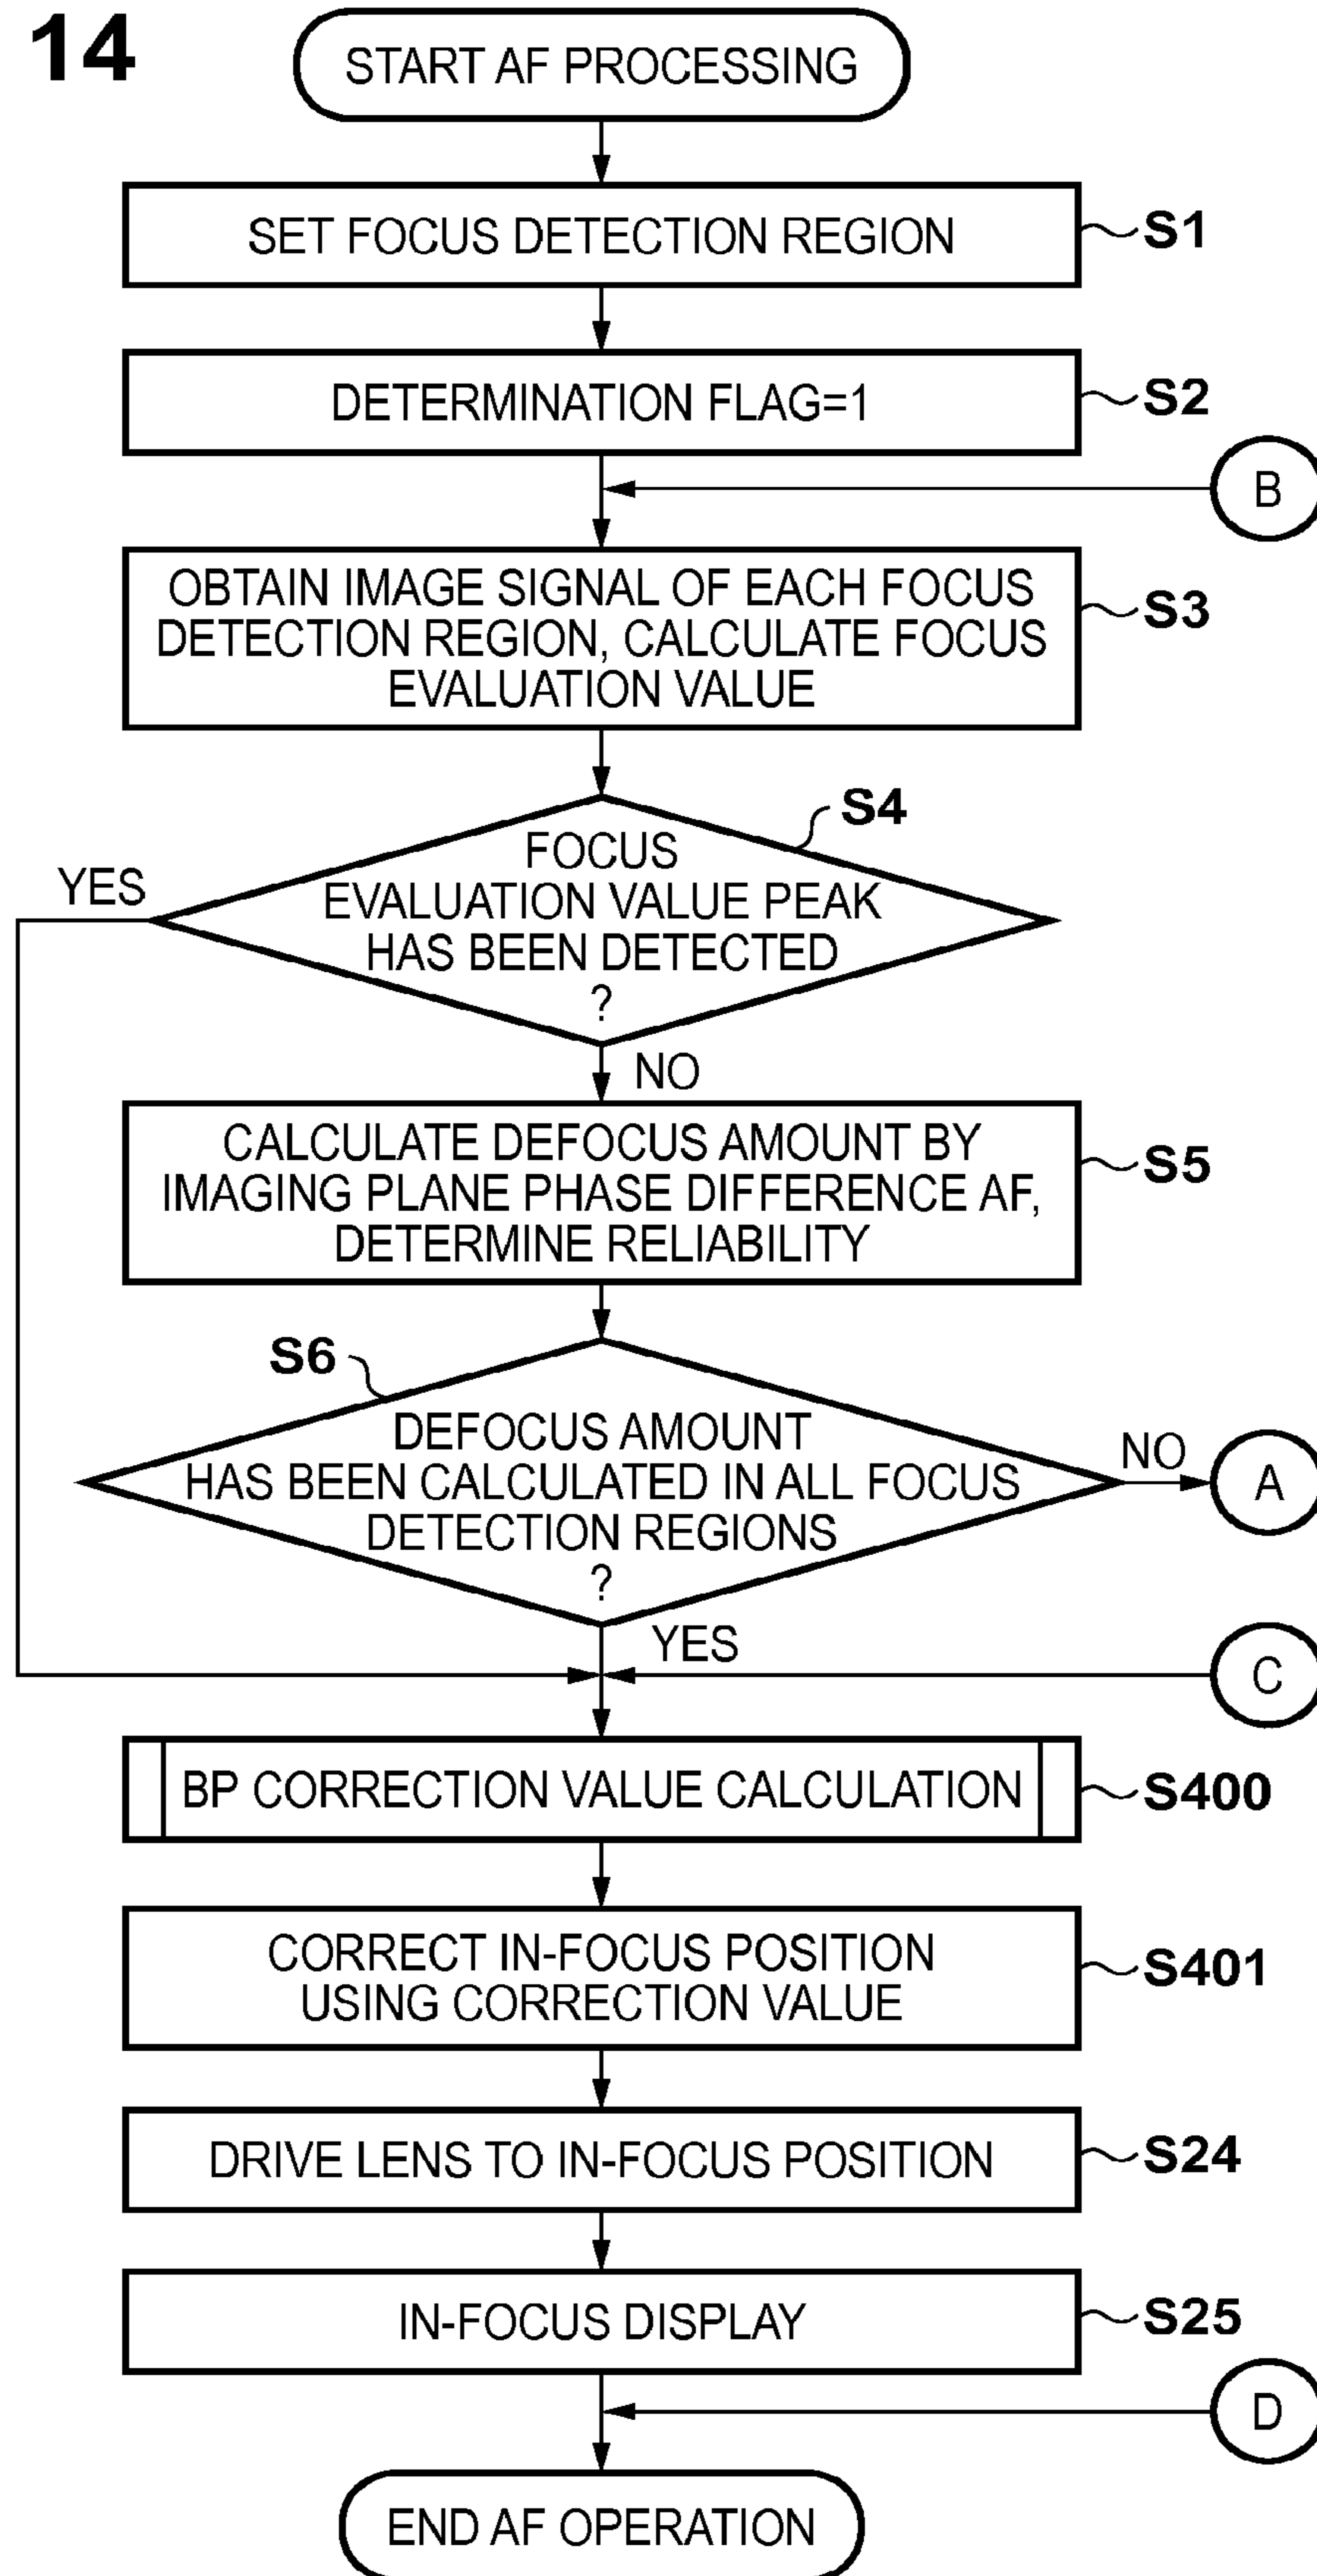 14
START AF PROCESSING
SET FOCUS DETECTION REGION
S1
DETERMINATION FLAG=1
S2
B
OBTAIN IMAGE SIGNAL OF EACH FOCUS
DETECTION REGION, CALCULATE FOCUS
EVALUATION VALUE
S3
S4
FOCUS
EVALUATION VALUE PEAK
HAS BEEN DETECTED
?
YES
NO
CALCULATE DEFOCUS AMOUNT BY
IMAGING PLANE PHASE DIFFERENCE AF,
DETERMINE RELIABILITY
S5
S6
DEFOCUS AMOUNT
HAS BEEN CALCULATED IN ALL FOCUS
DETECTION REGIONS
?
NO
A
YES
C
BP CORRECTION VALUE CALCULATION
S400
CORRECT IN-FOCUS POSITION
USING CORRECTION VALUE
S401
DRIVE LENS TO IN-FOCUS POSITION
S24
IN-FOCUS DISPLAY
S25
D
END AF OPERATION